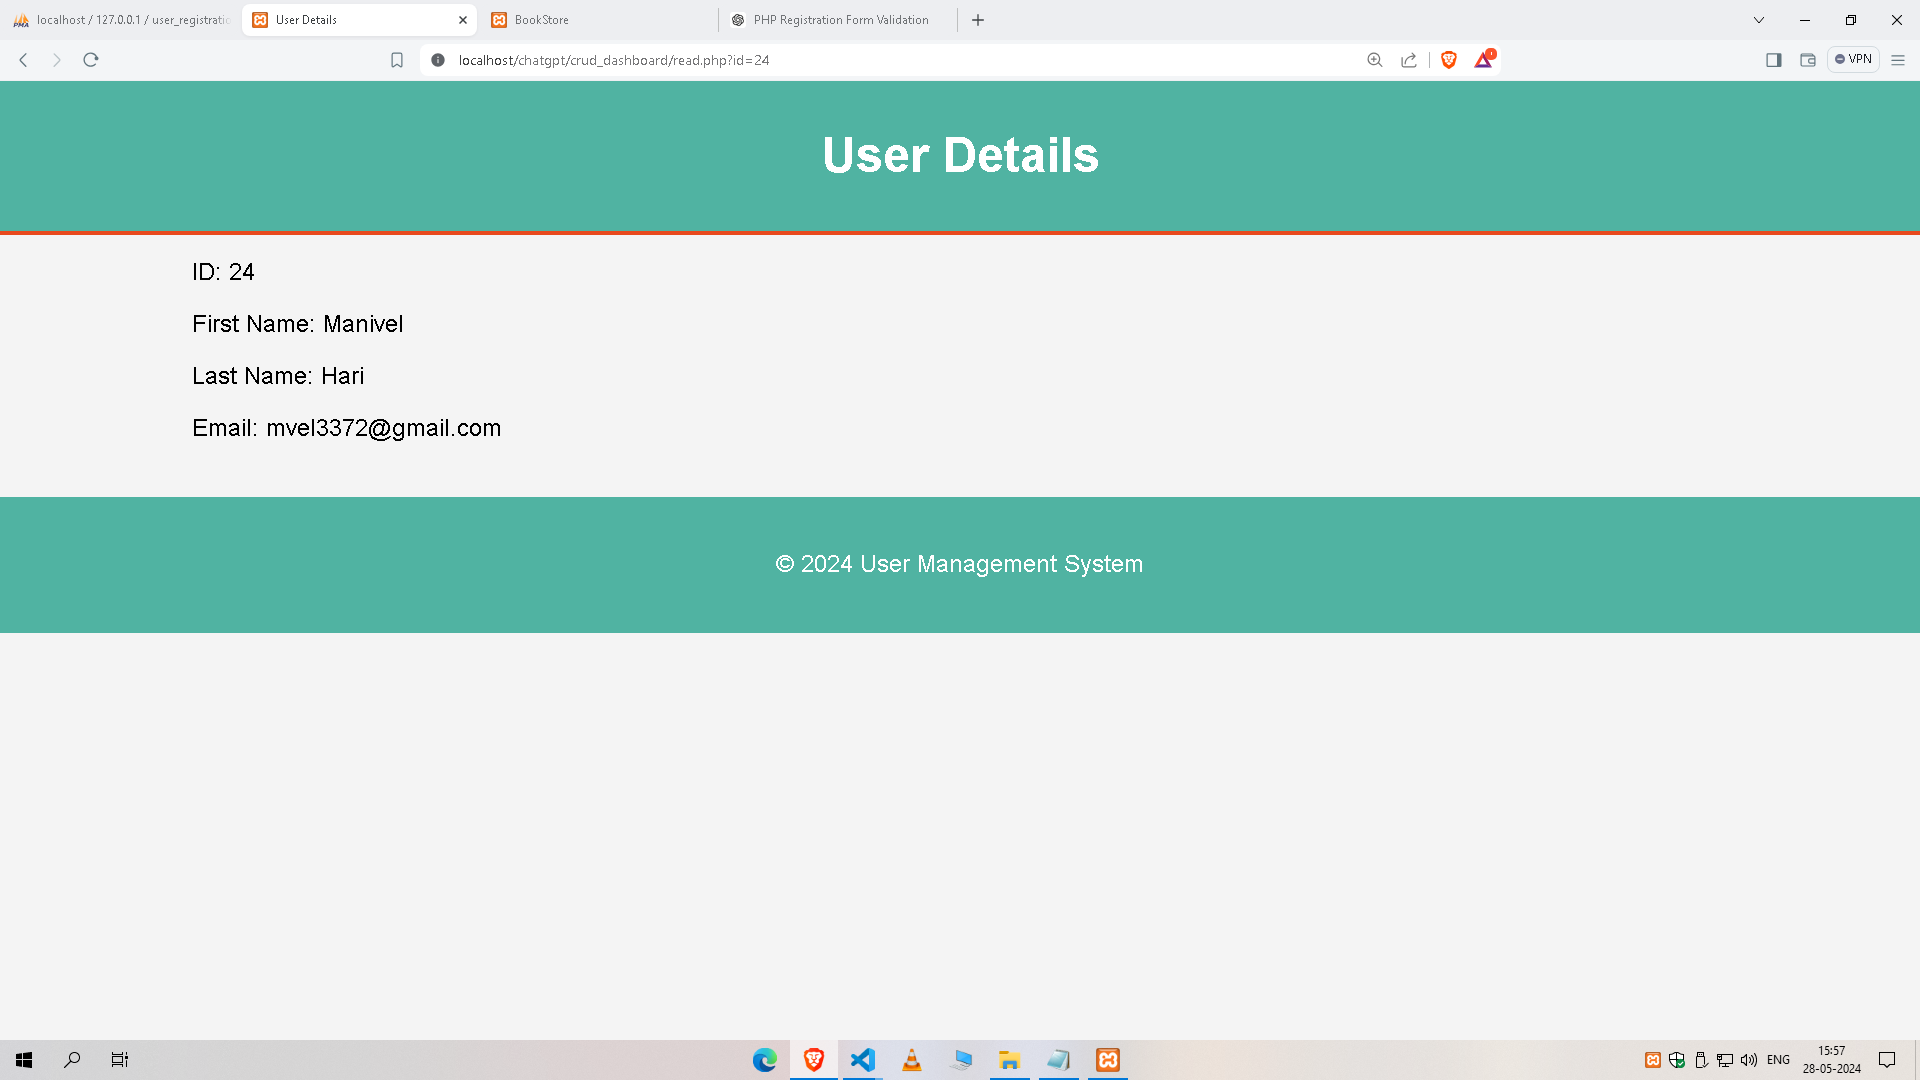 localhost / 127.0.0.1 / user_registratio
User Details
BookStore
PHP Registration Form Validation
localhost/chatgpt/crud_dashboard/read.php?id=24
VPN
User Details
ID: 24
First Name: Manivel
Last Name: Hari
Email: mvel3372@gmail.com
© 2024 User Management System
ENG
15:57
28-05-2024